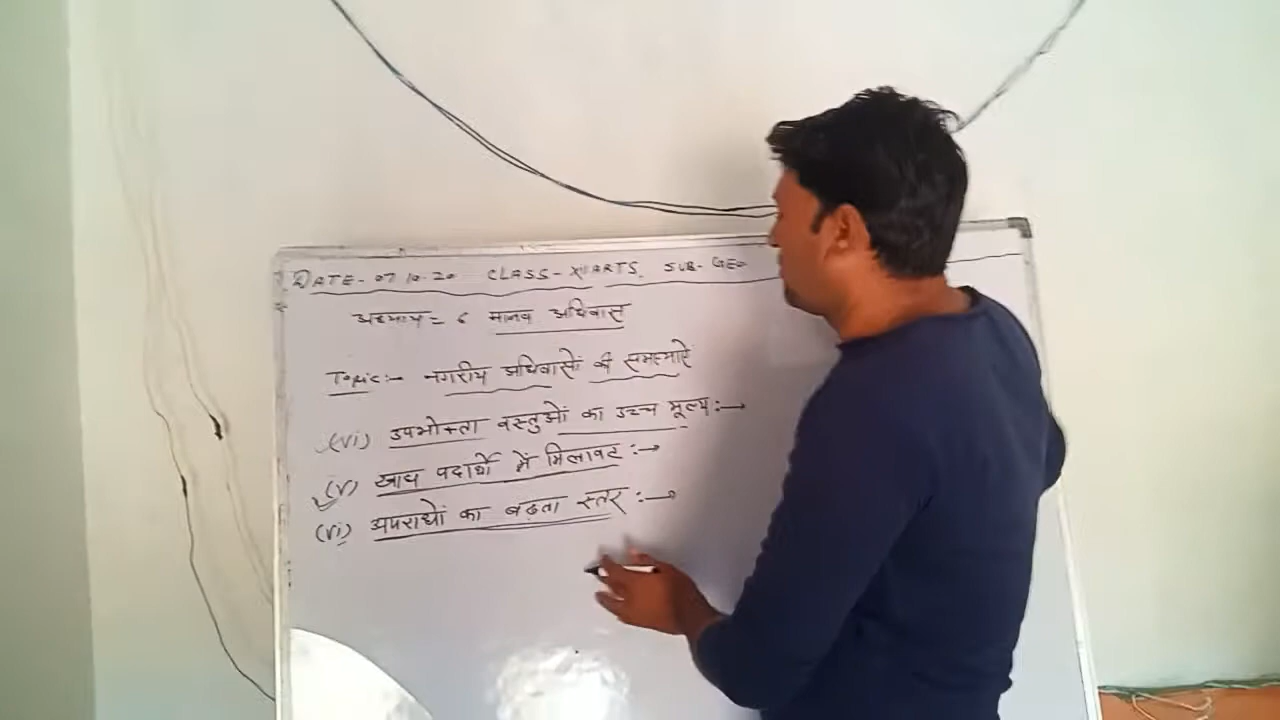 DATE - 07.10.20 CLASS - XII ARTS, SUB - GEO
अध्याय = 6 मानव अधिवास
Topic :- नगरीय अधिवासों की समस्याऐं
(vi) उपभोक्ता वस्तुओं का उच्च मूल्य :→
(v) खाद्य पदार्थों में मिलावट :→
(vi) अपराधों का बढ़ता स्तर :→